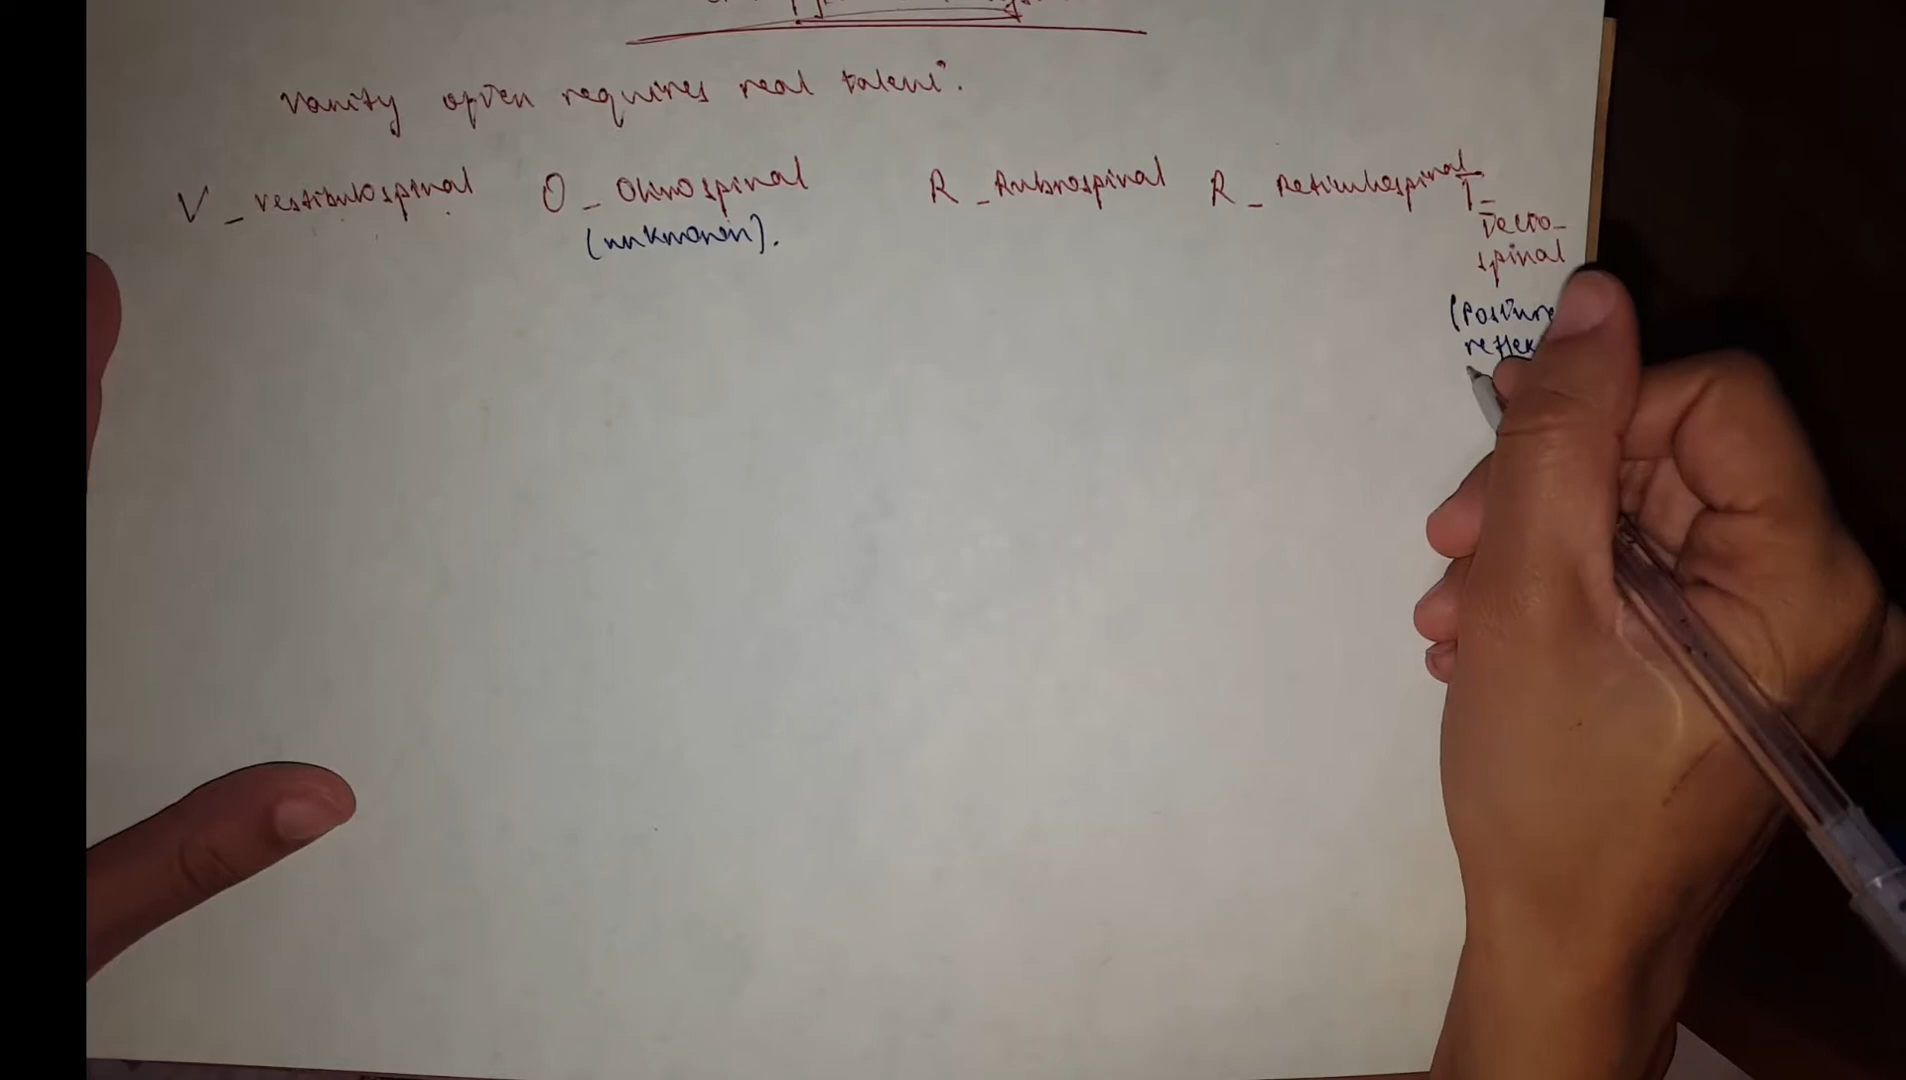 vanity often requires real talent".
V - vestibulospinal O - Olivospinal R - Rubrospinal R - Reticulospinal T -
(unknown).
Tecto-
spinal
(Posture
reflex